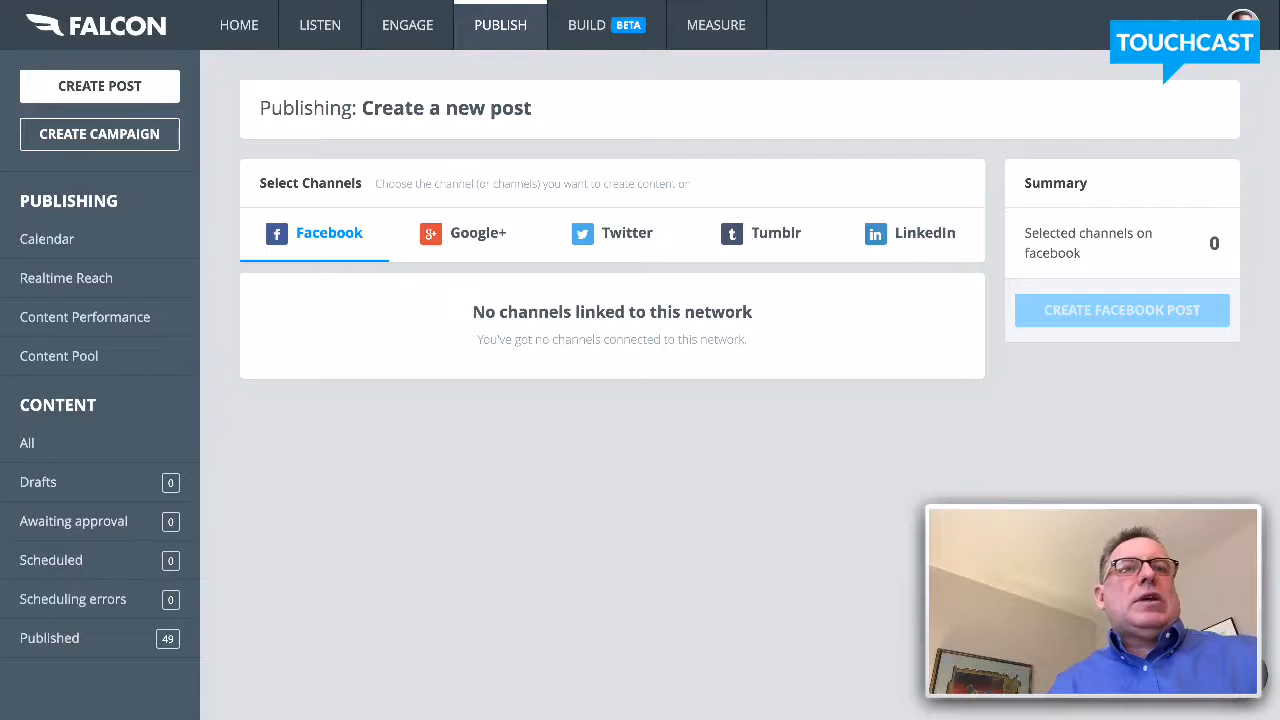 FALCON
HOME
LISTEN
ENGAGE
PUBLISH
BUILD BETA
MEASURE
TOUCHCAST
CREATE POST
CREATE CAMPAIGN
PUBLISHING
Calendar
Realtime Reach
Content Performance
Content Pool
CONTENT
All
Drafts 0
Awaiting approval 0
Scheduled 0
Scheduling errors 0
Published 49
Publishing: Create a new post
Select Channels Choose the channel (or channels) you want to create content on
Facebook
Google+
Twitter
Tumblr
LinkedIn
No channels linked to this network
You've got no channels connected to this network.
Summary
Selected channels on
facebook
0
CREATE FACEBOOK POST